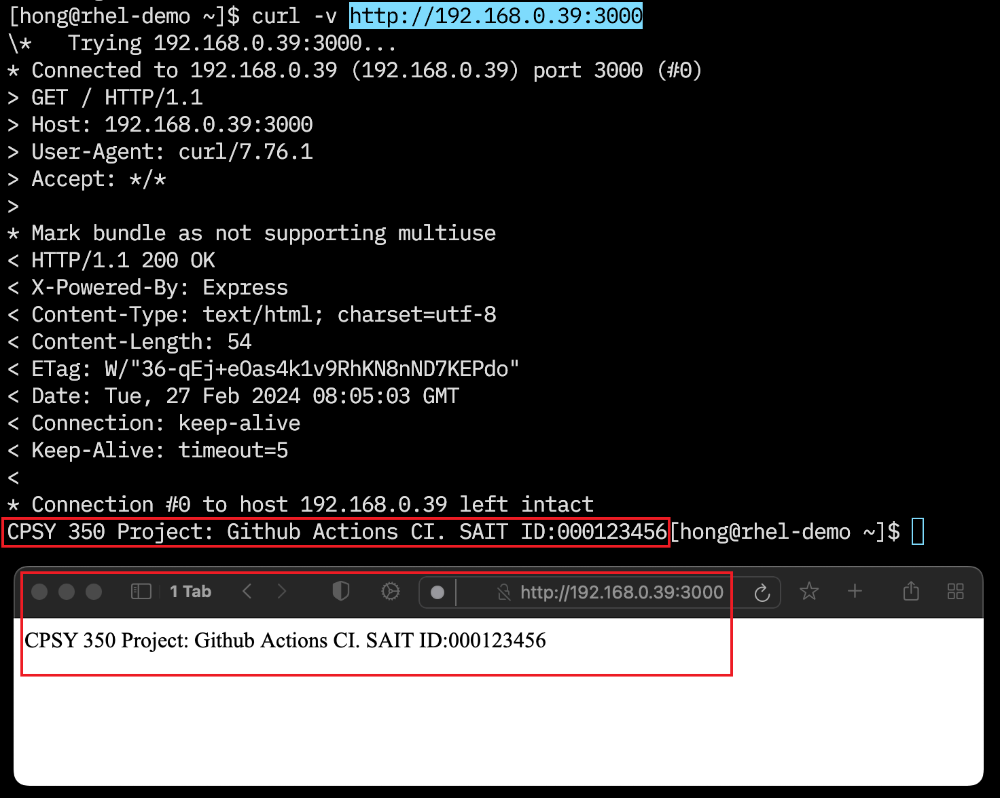 [hong@rhel-demo ~]$ curl -v http://192.168.0.39:3000
\*   Trying 192.168.0.39:3000...
* Connected to 192.168.0.39 (192.168.0.39) port 3000 (#0)
> GET / HTTP/1.1
> Host: 192.168.0.39:3000
> User-Agent: curl/7.76.1
> Accept: */*
>
* Mark bundle as not supporting multiuse
< HTTP/1.1 200 OK
< X-Powered-By: Express
< Content-Type: text/html; charset=utf-8
< Content-Length: 54
< ETag: W/"36-qEj+eOas4k1v9RhKN8nND7KEPdo"
< Date: Tue, 27 Feb 2024 08:05:03 GMT
< Connection: keep-alive
< Keep-Alive: timeout=5
<
* Connection #0 to host 192.168.0.39 left intact
CPSY 350 Project: Github Actions CI. SAIT ID:000123456[hong@rhel-demo ~]$
1 Tab http://192.168.0.39:3000
CPSY 350 Project: Github Actions CI. SAIT ID:000123456